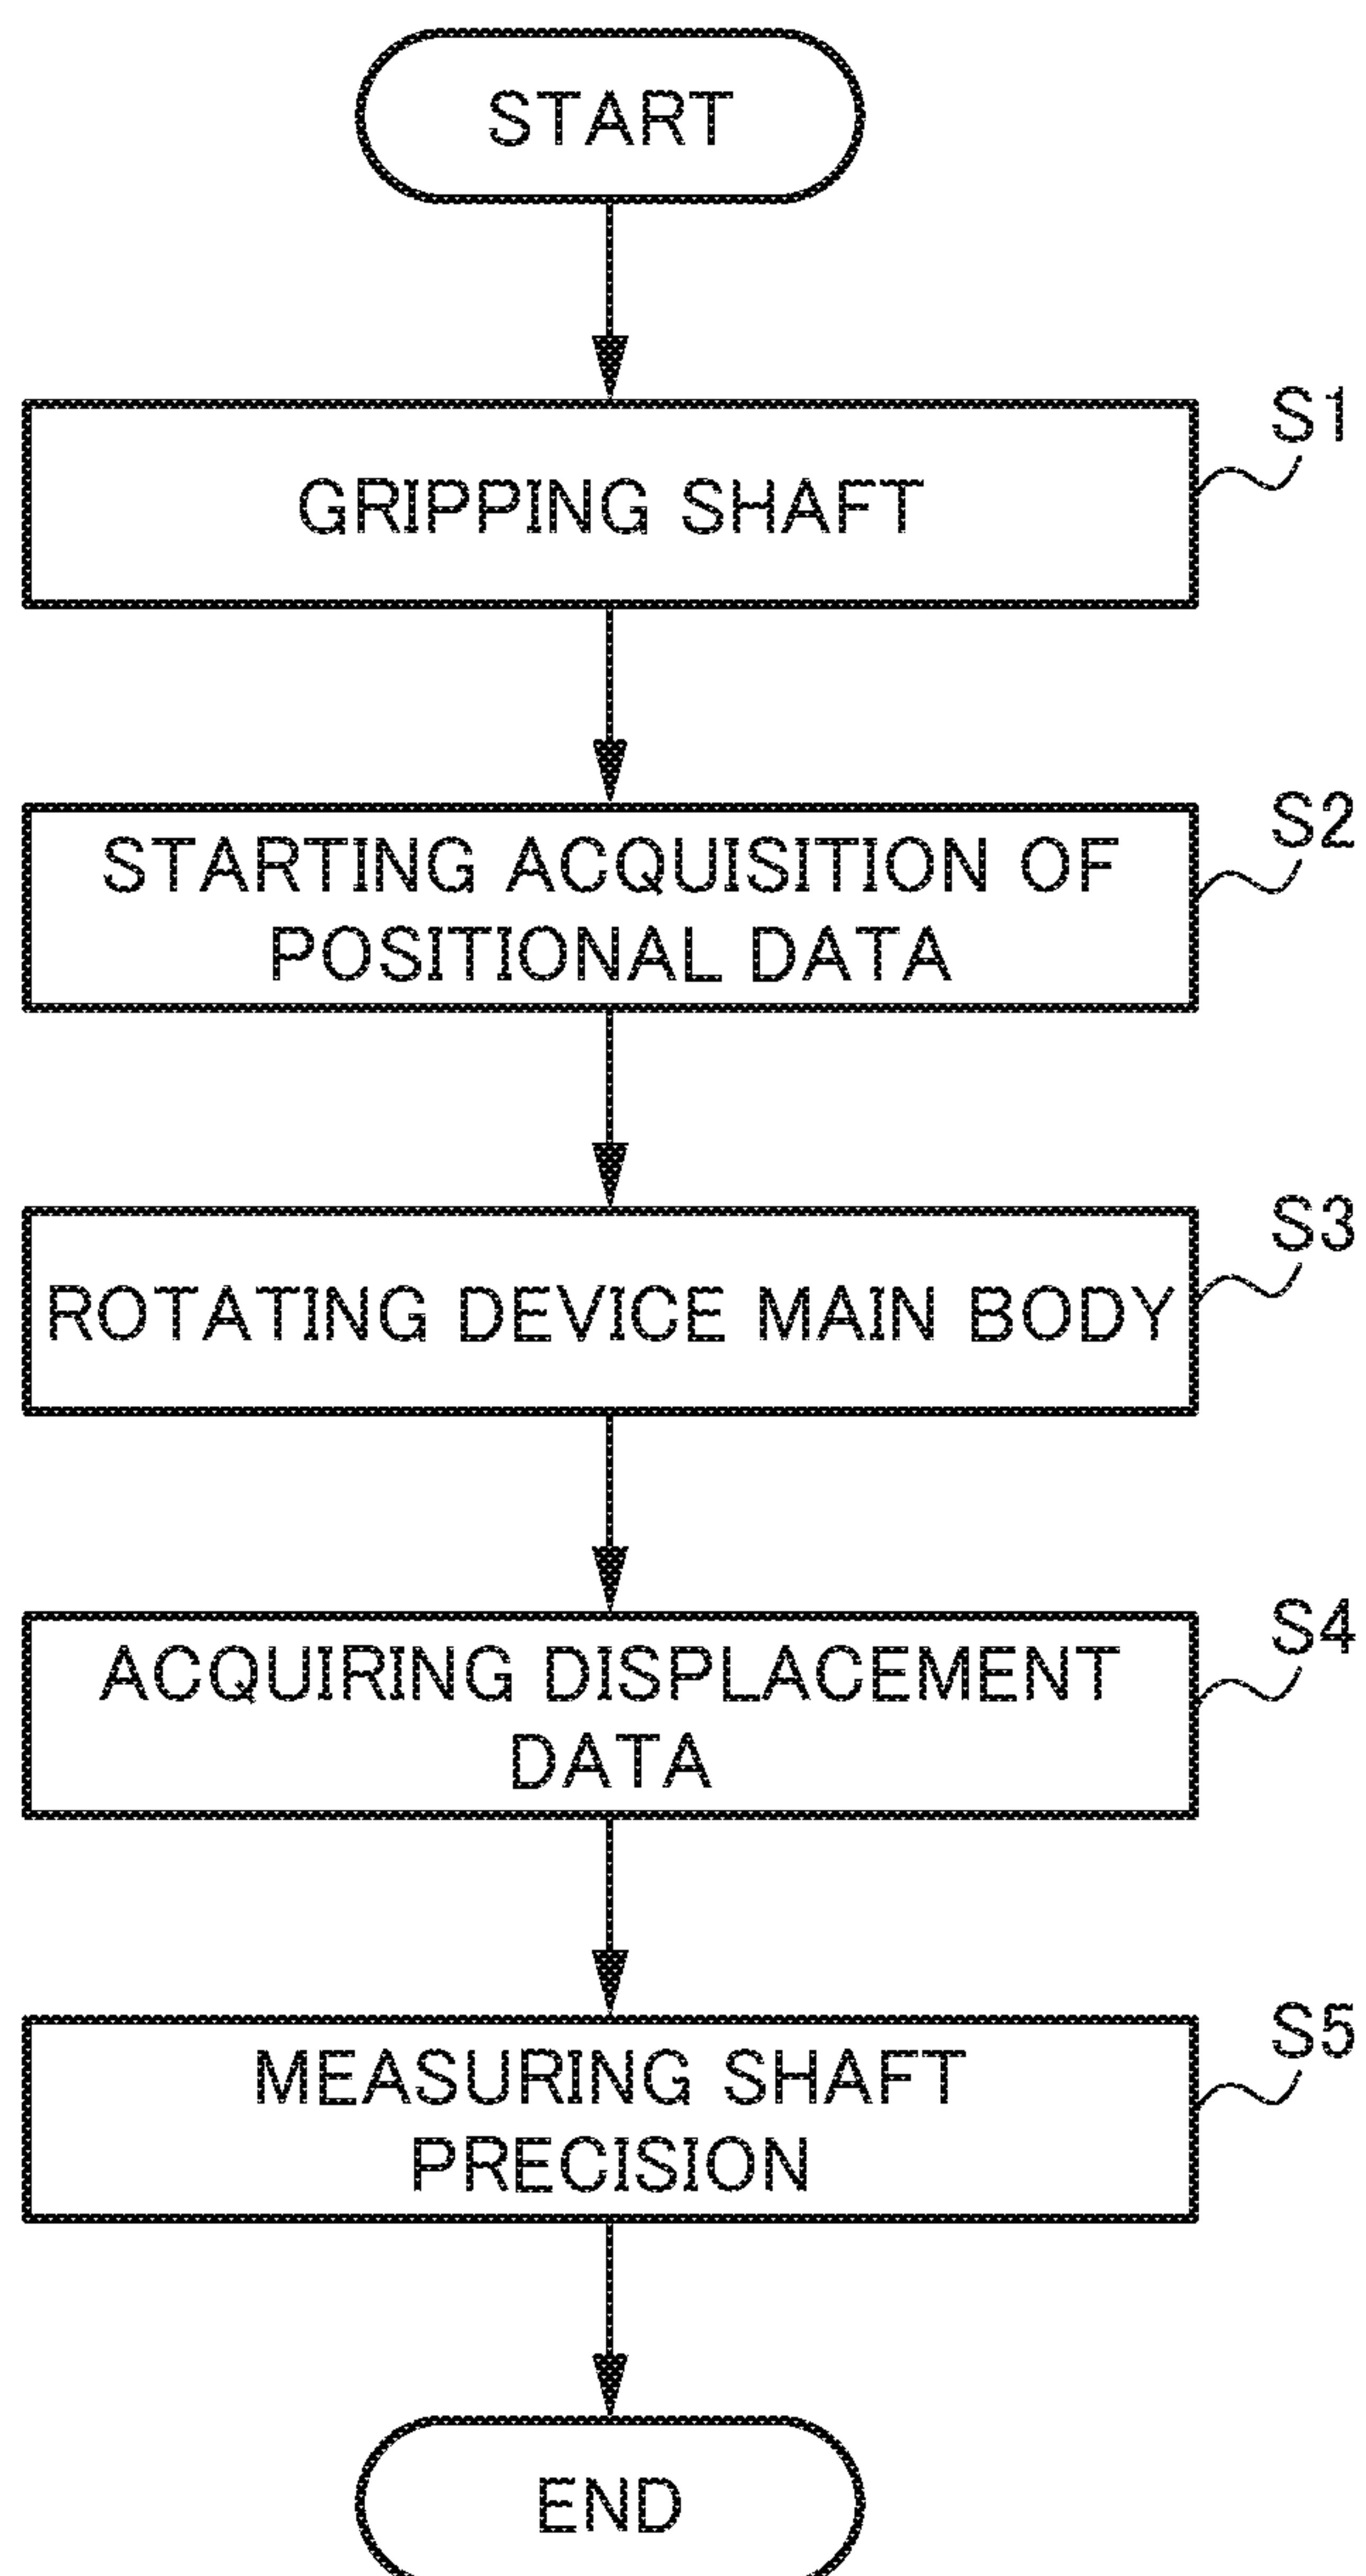 START
S1
GRIPPING SHAFT
S2
STARTING ACQUISITION OF
POSITIONAL DATA
S3
ROTATING DEVICE MAIN BODY
S4
ACQUIRING DISPLACEMENT
DATA
S5
MEASURING SHAFT
PRECISION
END